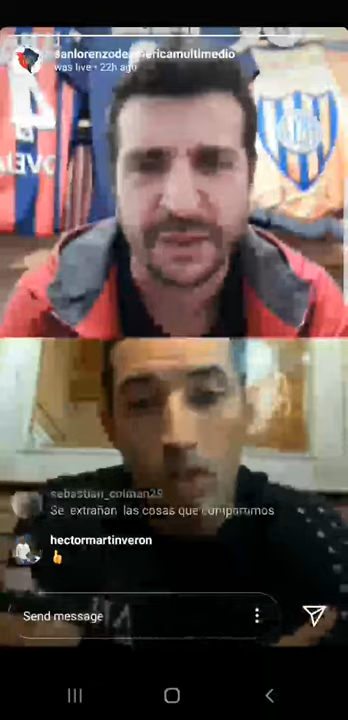 sanlorenzodeamericamultimedio
was live • 22h ago
sebastian_colman29
Se extrañan las cosas que compartimos
hectormartinveron
👍
Send message